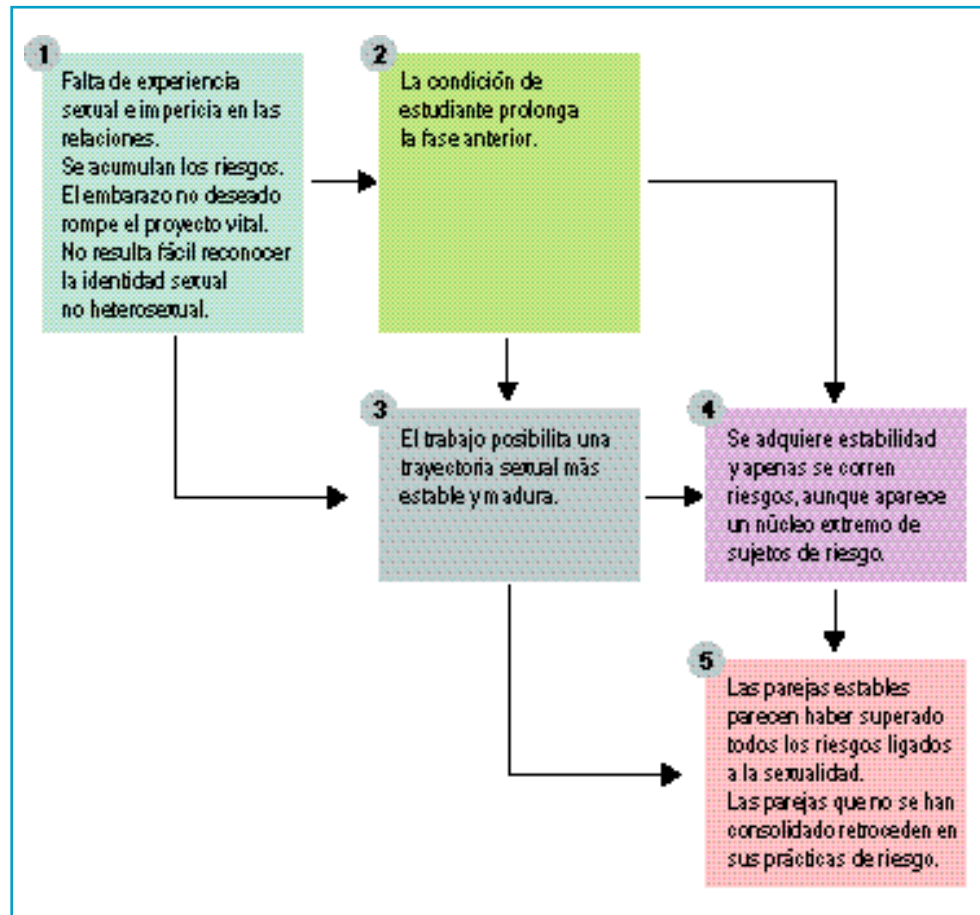 1
Falta de experiencia
sexual e impericia en las
relaciones.
Se acumulan los riesgos.
El embarazo no deseado
rompe el proyecto vital.
No resulta fácil reconocer
la identidad sexual
no heterosexual.
2
La condición de
estudiante prolonga
la fase anterior.
3
El trabajo posibilita una
trayectoria sexual más
estable y madura.
4
Se adquiere estabilidad
y apenas se corren
riesgos, aunque aparece
un núcleo extremo de
sujetos de riesgo.
5
Las parejas estables
parecen haber superado
todos los riesgos ligados
a la sexualidad.
Las parejas que no se han
consolidado retroceden en
sus prácticas de riesgo.